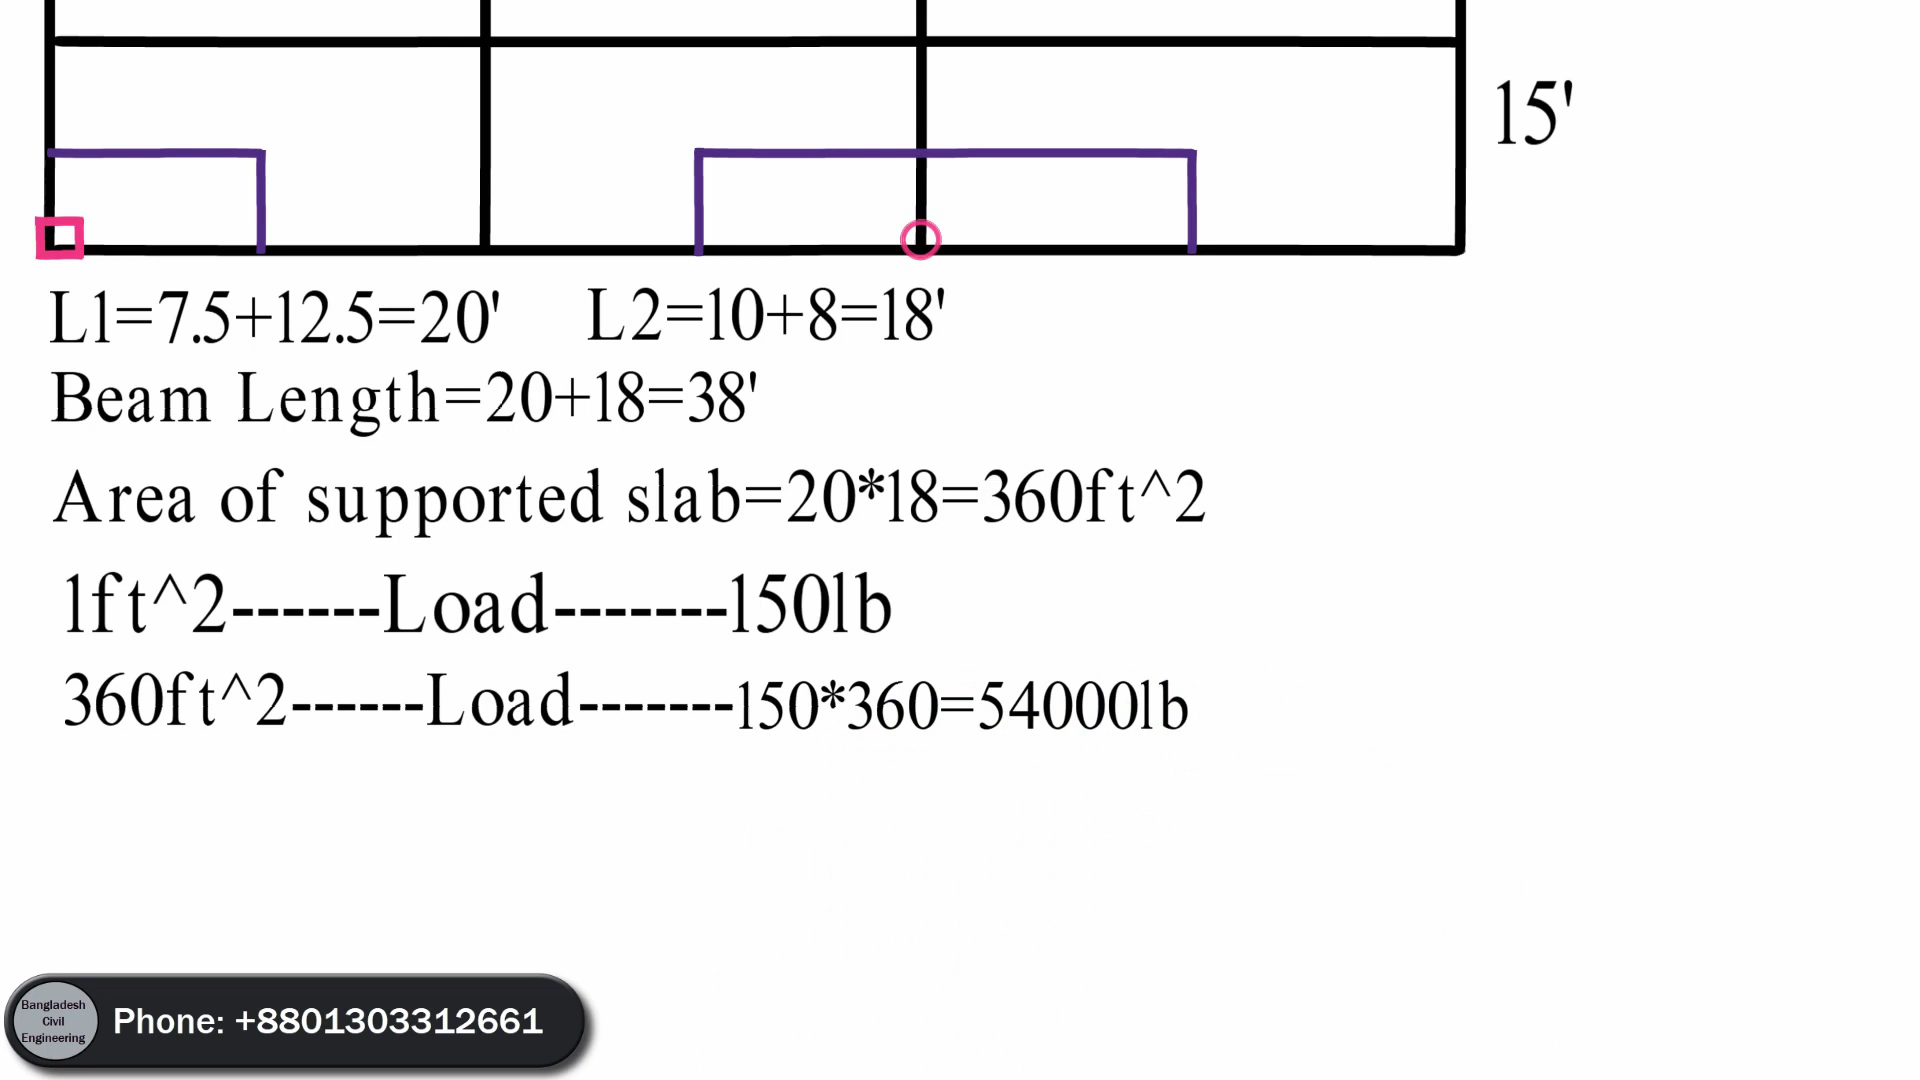 15'
L1=7.5+12.5=20' L2=10+8=18'
Beam Length=20+18=38'
Area of supported slab=20*18=360ft^2
1ft^2------Load-------150lb
360ft^2------Load-------150*360=54000lb
Bangladesh
Civil
Engineering
Phone: +8801303312661